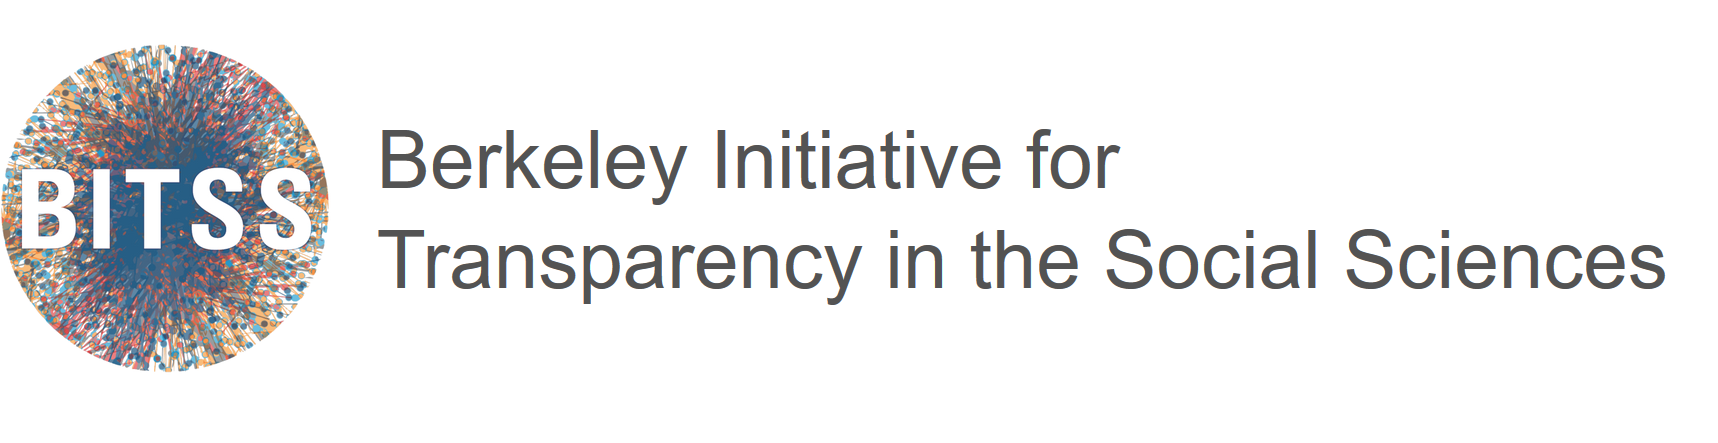 BITSS
Berkeley Initiative for
Transparency in the Social Sciences